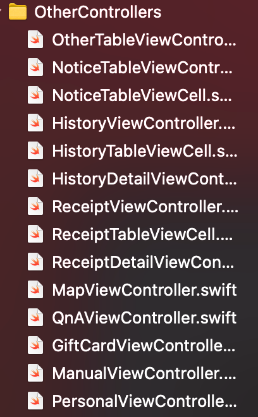 OtherControllers
OtherTableViewContro...
NoticeTableViewContr...
NoticeTableViewCell.s...
HistoryViewController....
HistoryTableViewCell.s...
HistoryDetailViewCont...
ReceiptViewController....
ReceiptTableViewCell....
ReceiptDetailViewCon...
MapViewController.swift
QnAViewController.swift
GiftCardViewControlle...
ManualViewController....
PersonalViewControlle...